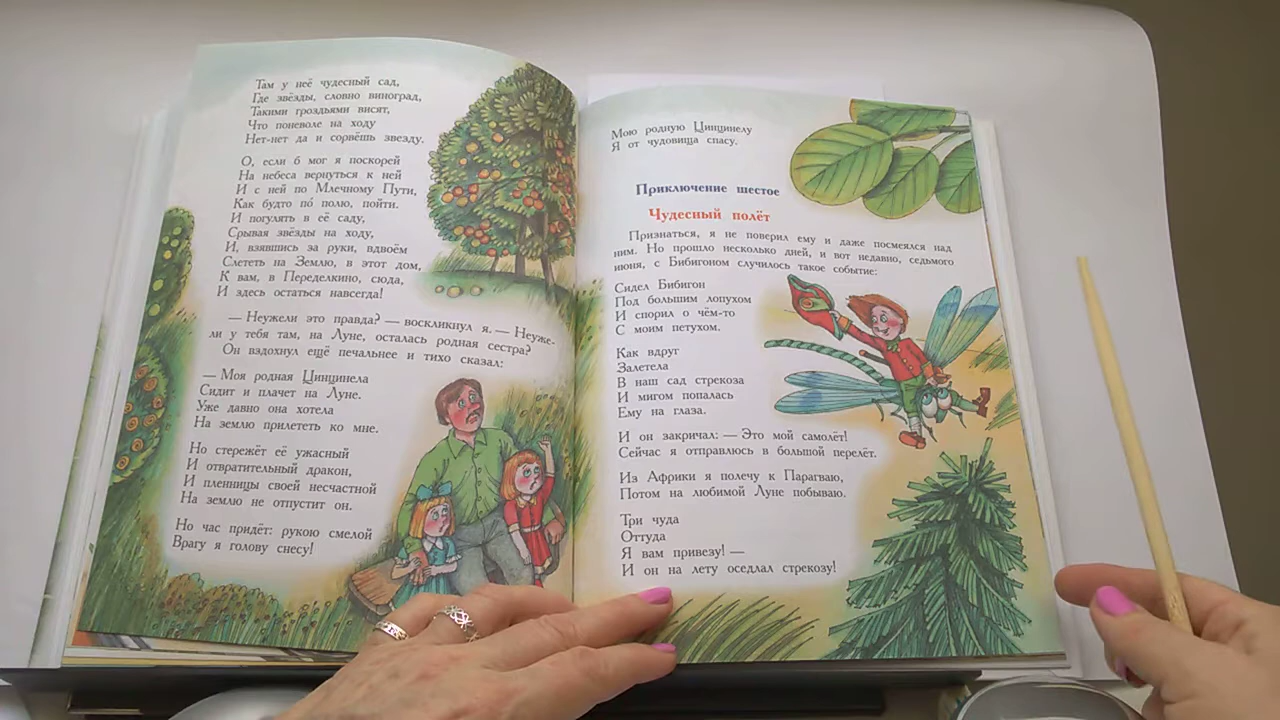 Там у неё чудесный сад,
Где звёзды, словно виноград,
Такими гроздьями висят,
Что поневоле на ходу
Нет-нет да и сорвёшь звезду.
О, если б мог я поскорей
На небеса вернуться к ней
И с ней по Млечному Пути,
Как будто по́ полю, пойти.
И погулять в её саду,
Срывая звёзды на ходу,
И, взявшись за руки, вдвоём
Слететь на Землю, в этот дом,
К вам, в Переделкино, сюда,
И здесь остаться навсегда!
— Неужели это правда? — воскликнул я. — Неуже-
ли у тебя там, на Луне, осталась родная сестра?
Он вздохнул ещё печальнее и тихо сказал:
— Моя родная Цинцинела
Сидит и плачет на Луне.
Уже давно она хотела
На землю прилететь ко мне.
Но стережёт её ужасный
И отвратительный дракон,
И пленницы своей несчастной
На землю не отпустит он.
Но час придёт: рукою смелой
Врагу я голову снесу!
Мою родную Цинцинелу
Я от чудовища спасу.
Приключение шестое
Чудесный полёт
Признаться, я не поверил ему и даже посмеялся над
ним. Но прошло несколько дней, и вот недавно, седьмого
июня, с Бибигоном случилось такое событие:
Сидел Бибигон
Под большим лопухом
И спорил о чём-то
С моим петухом.
Как вдруг
Залетела
В наш сад стрекоза
И мигом попалась
Ему на глаза.
И он закричал: — Это мой самолёт!
Сейчас я отправлюсь в большой перелёт.
Из Африки я полечу к Парагваю,
Потом на любимой Луне побываю.
Три чуда
Оттуда
Я вам привезу! —
И он на лету оседлал стрекозу!